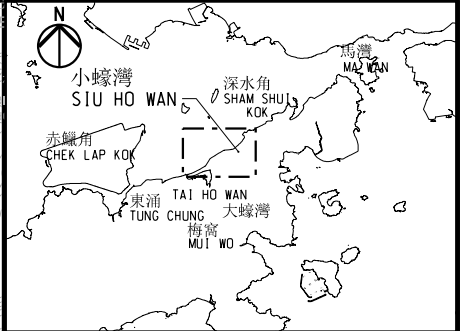 N
小蠔灣
SIU HO WAN
深水角
SHAM SHUI
KOK
馬灣
MA WAN
赤鱲角
CHEK LAP KOK
東涌
TUNG CHUNG
TAI HO WAN
大蠔灣
梅窩
MUI WO